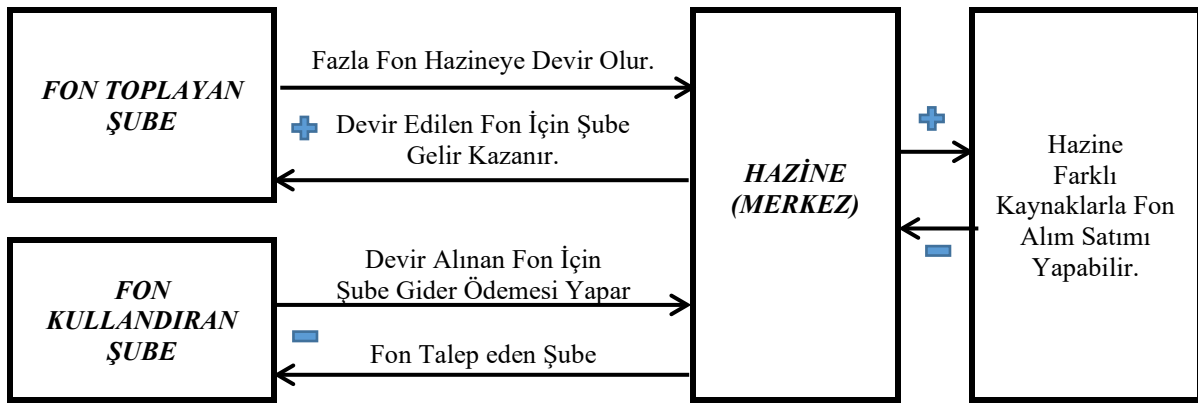 FON TOPLAYAN
ŞUBE
Fazla Fon Hazineye Devir Olur.
Devir Edilen Fon İçin Şube
Gelir Kazanır.
FON
KULLANDIRAN
ŞUBE
Devir Alınan Fon İçin
Şube Gider Ödemesi Yapar
Fon Talep eden Şube
HAZİNE
(MERKEZ)
Hazine
Farklı
Kaynaklarla Fon
Alım Satımı
Yapabilir.